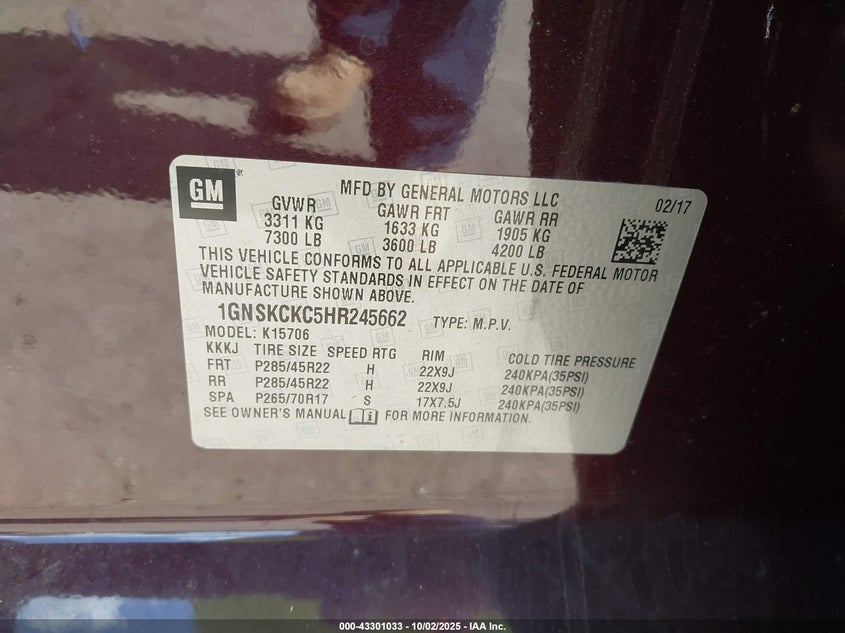 GM ®
MFD BY GENERAL MOTORS LLC
02/17
GVWR GAWR FRT GAWR RR
3311 KG 1633 KG 1905 KG
7300 LB 3600 LB 4200 LB
THIS VEHICLE CONFORMS TO ALL APPLICABLE U.S. FEDERAL MOTOR
VEHICLE SAFETY STANDARDS IN EFFECT ON THE DATE OF
MANUFACTURE SHOWN ABOVE.
1GNSKCKC5HR245662 TYPE: M.P.V.
MODEL: K15706
KKKJ TIRE SIZE SPEED RTG RIM COLD TIRE PRESSURE
FRT P285/45R22 H 22X9J 240KPA(35PSI)
RR P285/45R22 H 22X9J 240KPA(35PSI)
SPA P265/70R17 S 17X7.5J 240KPA(35PSI)
SEE OWNER'S MANUAL FOR MORE INFORMATION.
000-43301033 - 10/02/2025 - IAA Inc.